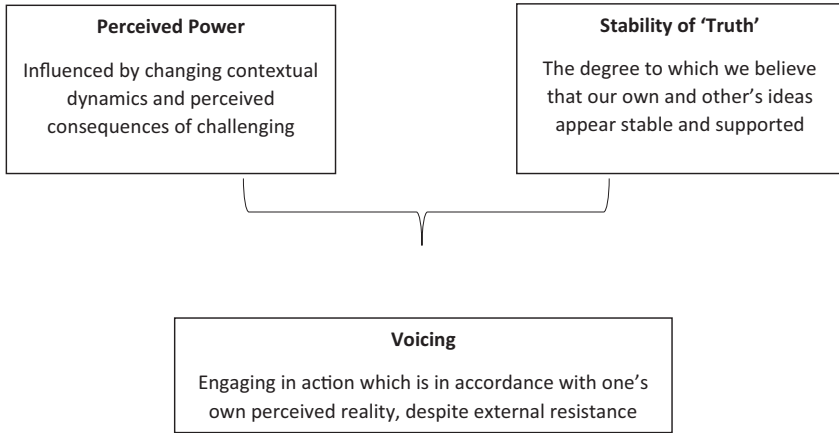 Perceived Power
Influenced by changing contextual
dynamics and perceived
consequences of challenging
Stability of ‘Truth’
The degree to which we believe
that our own and other’s ideas
appear stable and supported
Voicing
Engaging in action which is in accordance with one’s
own perceived reality, despite external resistance